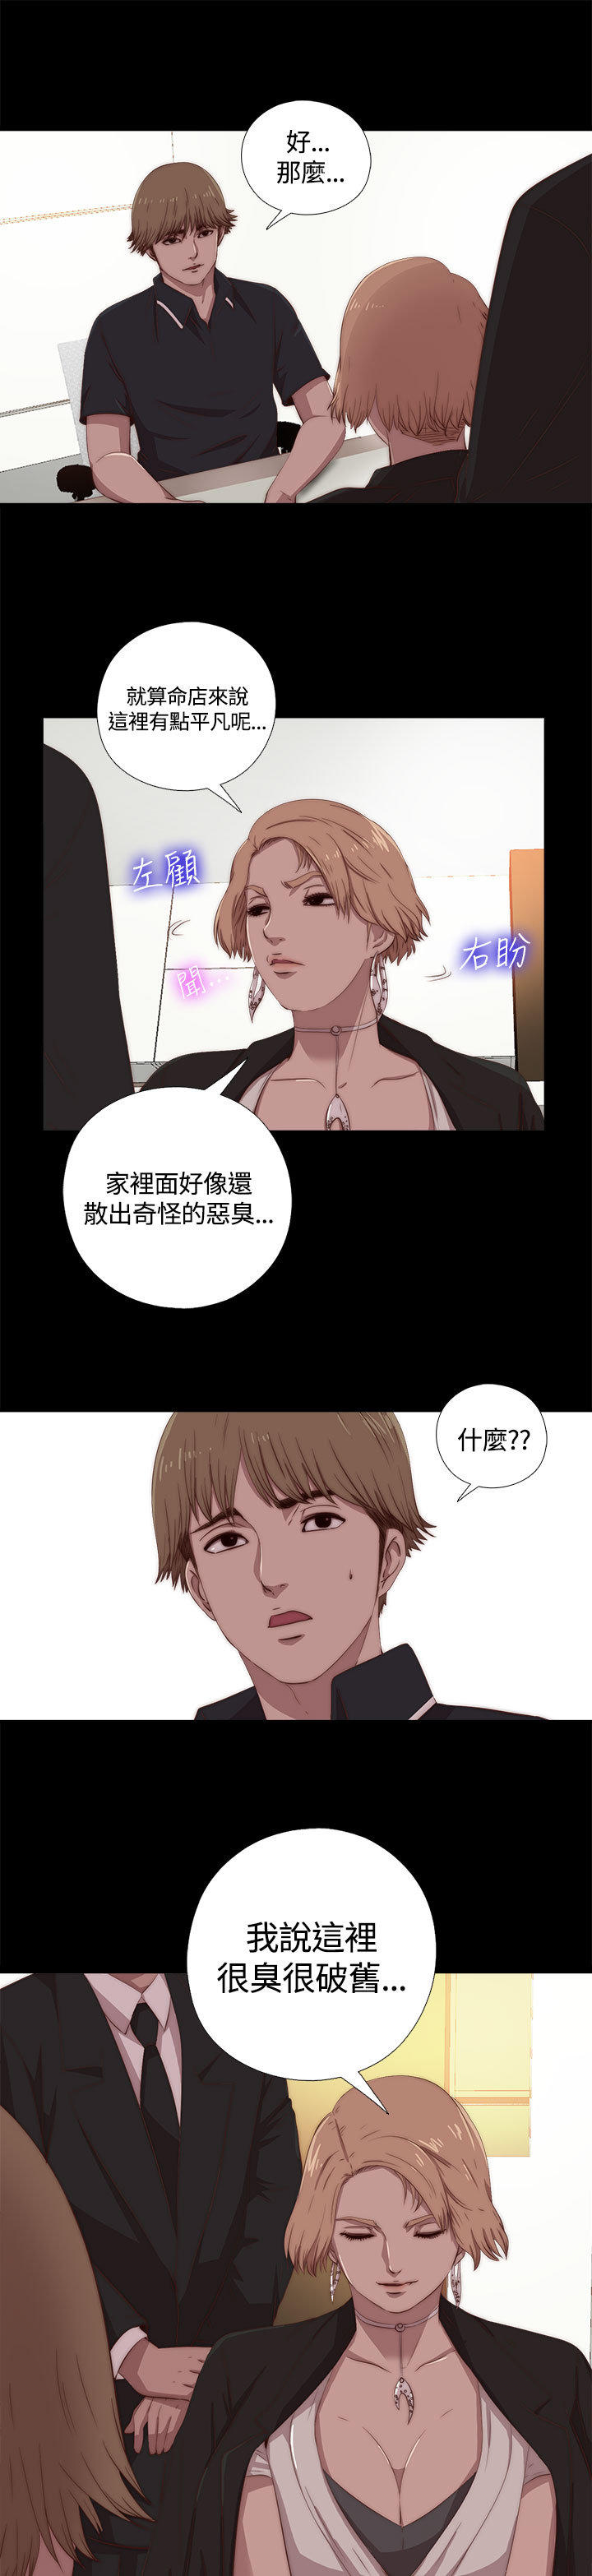 好...
那麼...
就算命店來說
這裡有點平凡呢...
左顧
右盼
聞...
家裡面好像還
散出奇怪的惡臭...
什麼??
我說這裡
很臭很破舊...